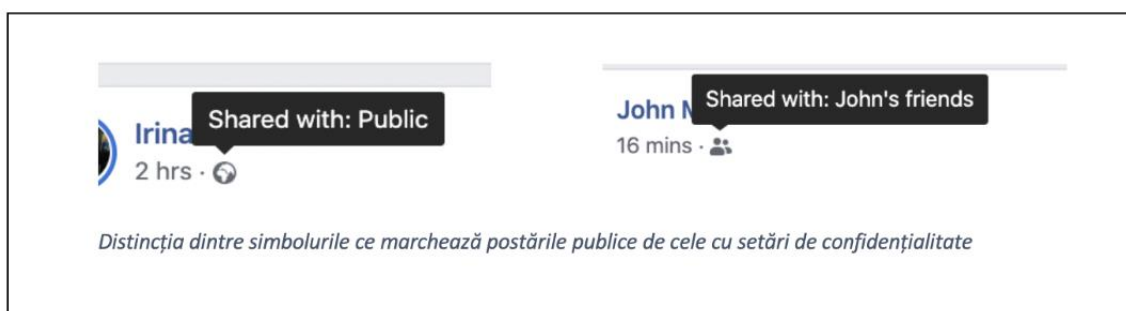 Shared with: Public
Irina
2 hrs ·
Shared with: John's friends
John
16 mins ·
Distincția dintre simbolurile ce marchează postările publice de cele cu setări de confidențialitate